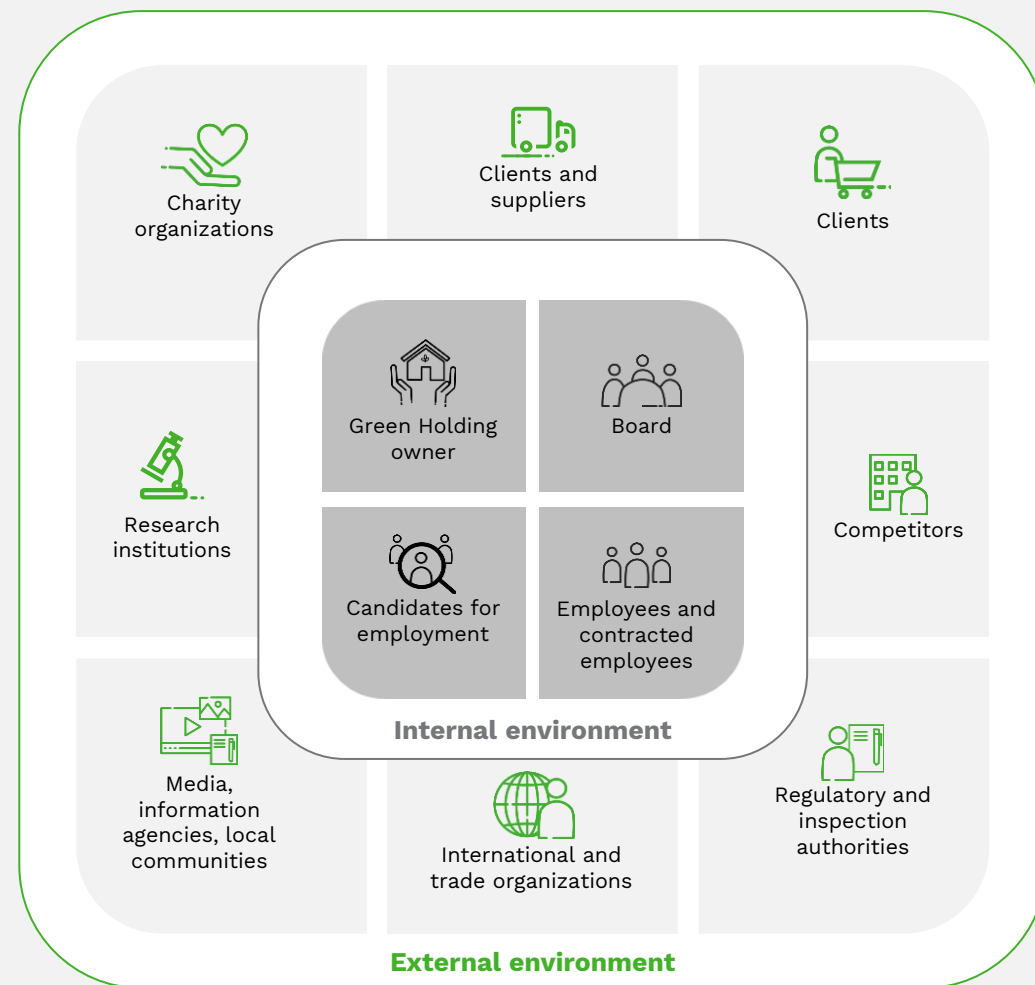 Charity
organizations
Clients and
suppliers
Clients
Green Holding
owner
Board
Research
institutions
Competitors
Candidates for
employment
Employees and
contracted
employees
Internal environment
Media,
information
agencies, local
communities
International and
trade organizations
Regulatory and
inspection
authorities
External environment